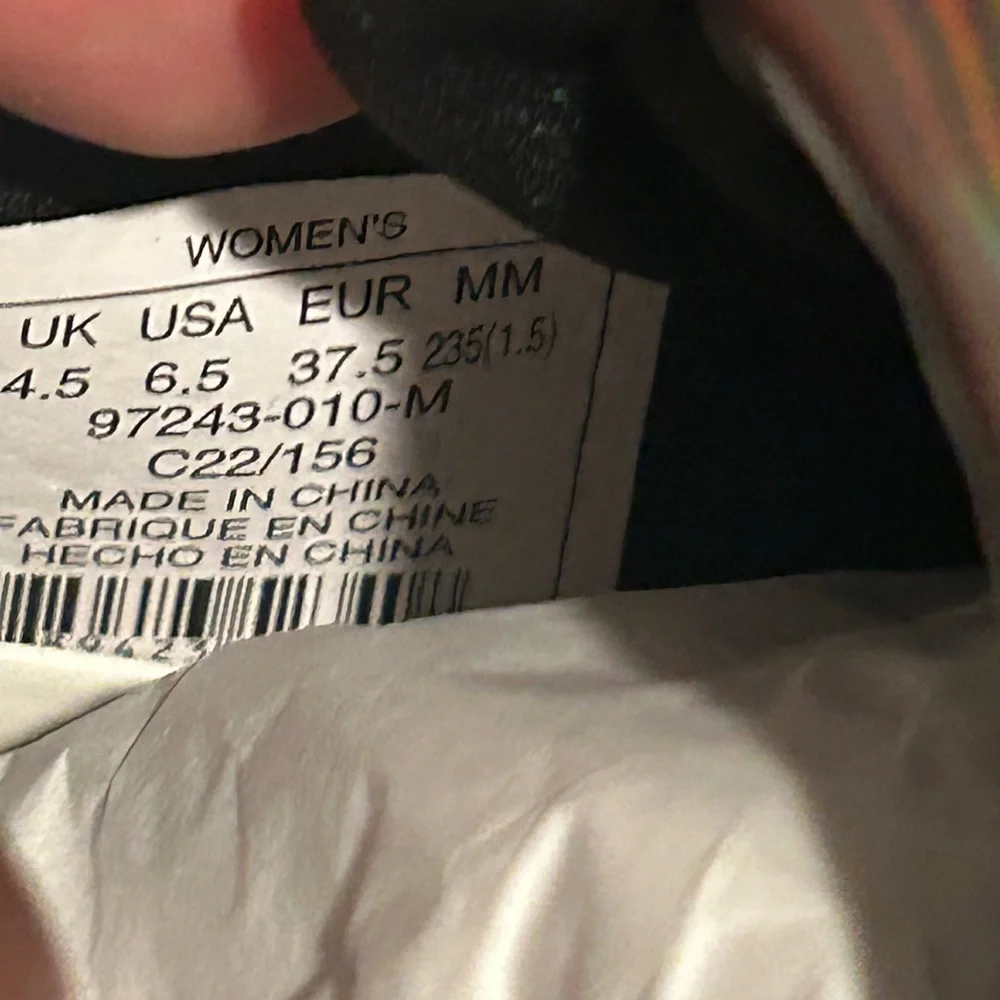 WOMEN'S
UK USA EUR MM
4.5 6.5 37.5 235(1.5)
97243-010-M
C22/156
MADE IN CHINA
FABRIQUE EN CHINE
HECHO EN CHINA